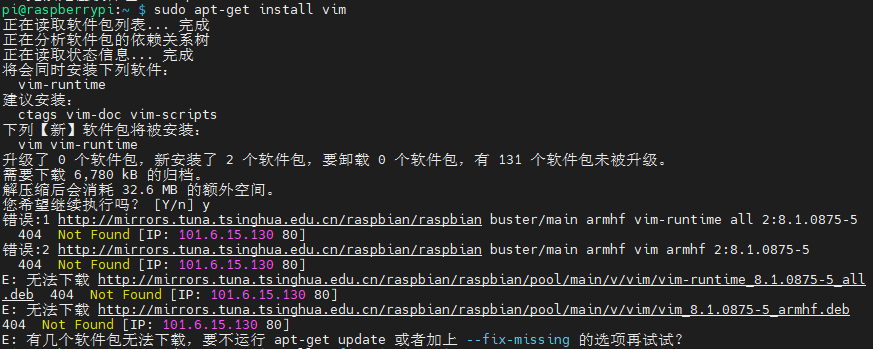 pi@raspberrypi:~ $ sudo apt-get install vim
正在读取软件包列表... 完成
正在分析软件包的依赖关系树
正在读取状态信息... 完成
将会同时安装下列软件：
  vim-runtime
建议安装：
  ctags vim-doc vim-scripts
下列【新】软件包将被安装：
  vim vim-runtime
升级了 0 个软件包，新安装了 2 个软件包，要卸载 0 个软件包，有 131 个软件包未被升级。
需要下载 6,780 kB 的归档。
解压缩后会消耗 32.6 MB 的额外空间。
您希望继续执行吗？ [Y/n] y
错误:1 http://mirrors.tuna.tsinghua.edu.cn/raspbian/raspbian buster/main armhf vim-runtime all 2:8.1.0875-5
  404  Not Found [IP: 101.6.15.130 80]
错误:2 http://mirrors.tuna.tsinghua.edu.cn/raspbian/raspbian buster/main armhf vim armhf 2:8.1.0875-5
  404  Not Found [IP: 101.6.15.130 80]
E: 无法下载 http://mirrors.tuna.tsinghua.edu.cn/raspbian/raspbian/pool/main/v/vim/vim-runtime_8.1.0875-5_all
.deb  404  Not Found [IP: 101.6.15.130 80]
E: 无法下载 http://mirrors.tuna.tsinghua.edu.cn/raspbian/raspbian/pool/main/v/vim/vim_8.1.0875-5_armhf.deb
404  Not Found [IP: 101.6.15.130 80]
E: 有几个软件包无法下载，要不运行 apt-get update 或者加上 --fix-missing 的选项再试试？